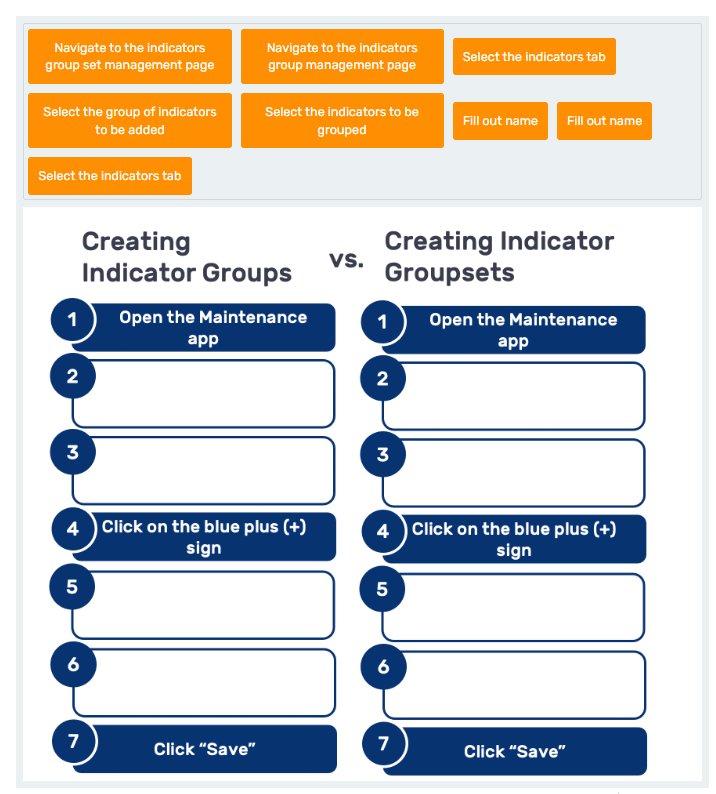 Navigate to the indicators
group set management page
Navigate to the indicators
group management page
Select the indicators tab
Select the group of indicators
to be added
Select the indicators to be
grouped
Fill out name
Fill out name
Select the indicators tab
Creating
Indicator Groups
vs.
Creating Indicator
Groupsets
1
Open the Maintenance
app
2
3
4
Click on the blue plus (+)
sign
5
6
7
Click “Save”
1
Open the Maintenance
app
2
3
4
Click on the blue plus (+)
sign
5
6
7
Click “Save”